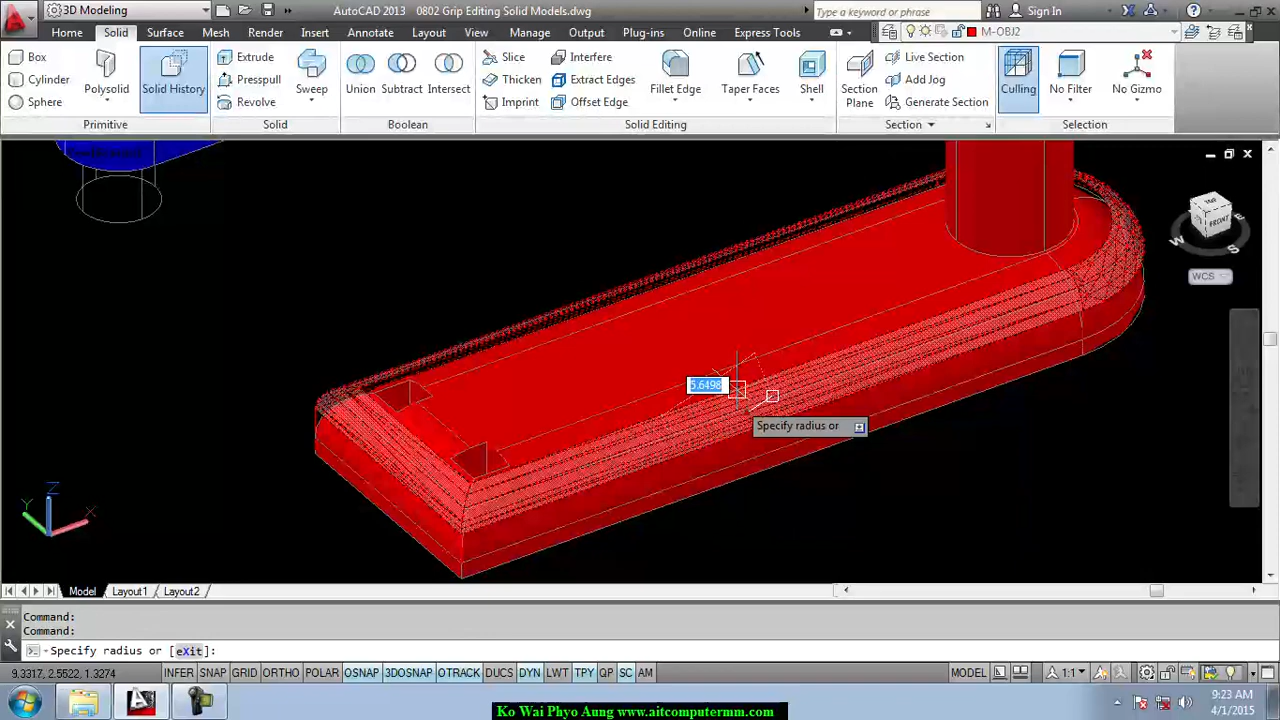 3D Modeling
AutoCAD 2013 0802 Grip Editing Solid Models.dwg
Type a keyword or phrase
Sign In
Home Solid Surface M ert Annotate Layout View Manage Output Plug-ins Online Express Tools
M-OBJ2
Box Cylinder Sphere
Polysolid
Solid History
Primitive
Extrude Presspull Revolve
Sweep
Solid
Union Subtract Intersect
Boolean
Slice Thicken Imprint
Interfere Extract Edges Offset Edge
Fillet Edge Taper Faces Shell
Solid Editing
Section Plane
Live Section Add Jog Generate Section
Section
Culling No Filter No Gizmo
Selection
TOP
FRONT
W
S
WCS
5.6498
Specify radius or
Z
Y
X
Model Layout1 Layout2
Command:
Command:
Specify radius or [eXit]:
9.3317, 2.5522, 1.3274 INFER SNAP GRID ORTHO POLAR OSNAP 3DOSNAP OTRACK DUCS DYN LWT TPY QP SC AM MODEL 1:1
9:23 AM
4/1/2015
Ko Wai Phyo Aung www.aitcomputermm.com